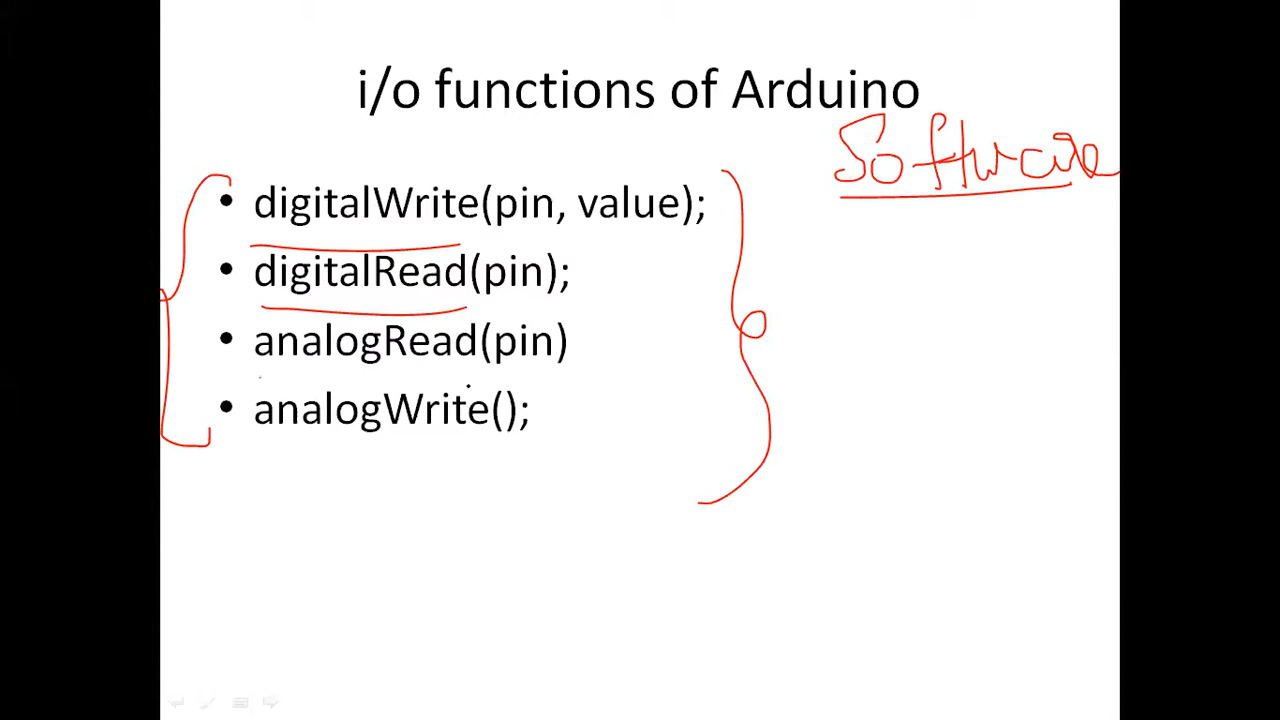 i/o functions of Arduino
Software
• digitalWrite(pin, value);
• digitalRead(pin);
• analogRead(pin)
• analogWrite();